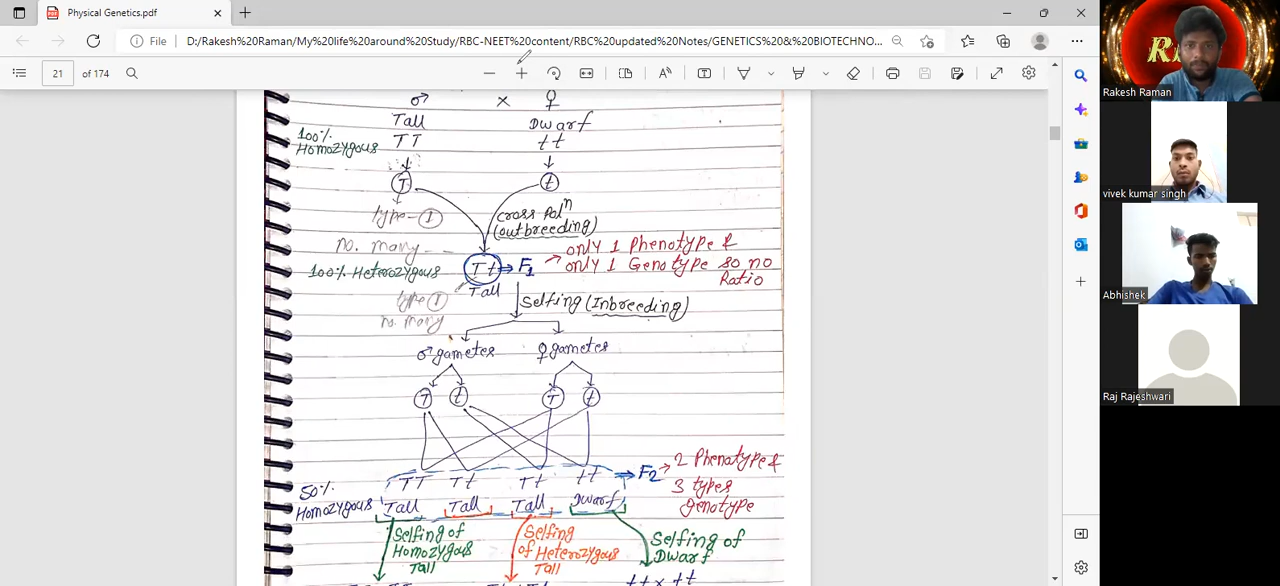 Physical Genetics.pdf
File
D:/Rakesh%20Raman/My%20life%20around%20Study/RBC-NEET%20content/RBC%20updated%20Notes/GENETICS%20&%20BIOTECHNO...
21 of 174
♂ × ♀
Tall Dwarf
TT tt
100% Homozygous
T t
type-1
no. many
cross Polⁿ
(outbreeding)
100% Heterozygous
Tt → F1
Tall
→ only 1 Phenotype &
only 1 Genotype so no
Ratio
type 1
no. many
Selfing (Inbreeding)
♂ gametes ♀ gametes
T t T t
50% Homozygous
TT Tt Tt tt → F2
Tall Tall Tall Dwarf
→ 2 Phenotype &
3 types
genotype
Selfing of
Homozygous
Tall
Selfing
of Heterozygous
Tall
Selfing of
Dwarf
tt × tt
Rakesh Raman
vivek kumar singh
Abhishek
Raj Rajeshwari